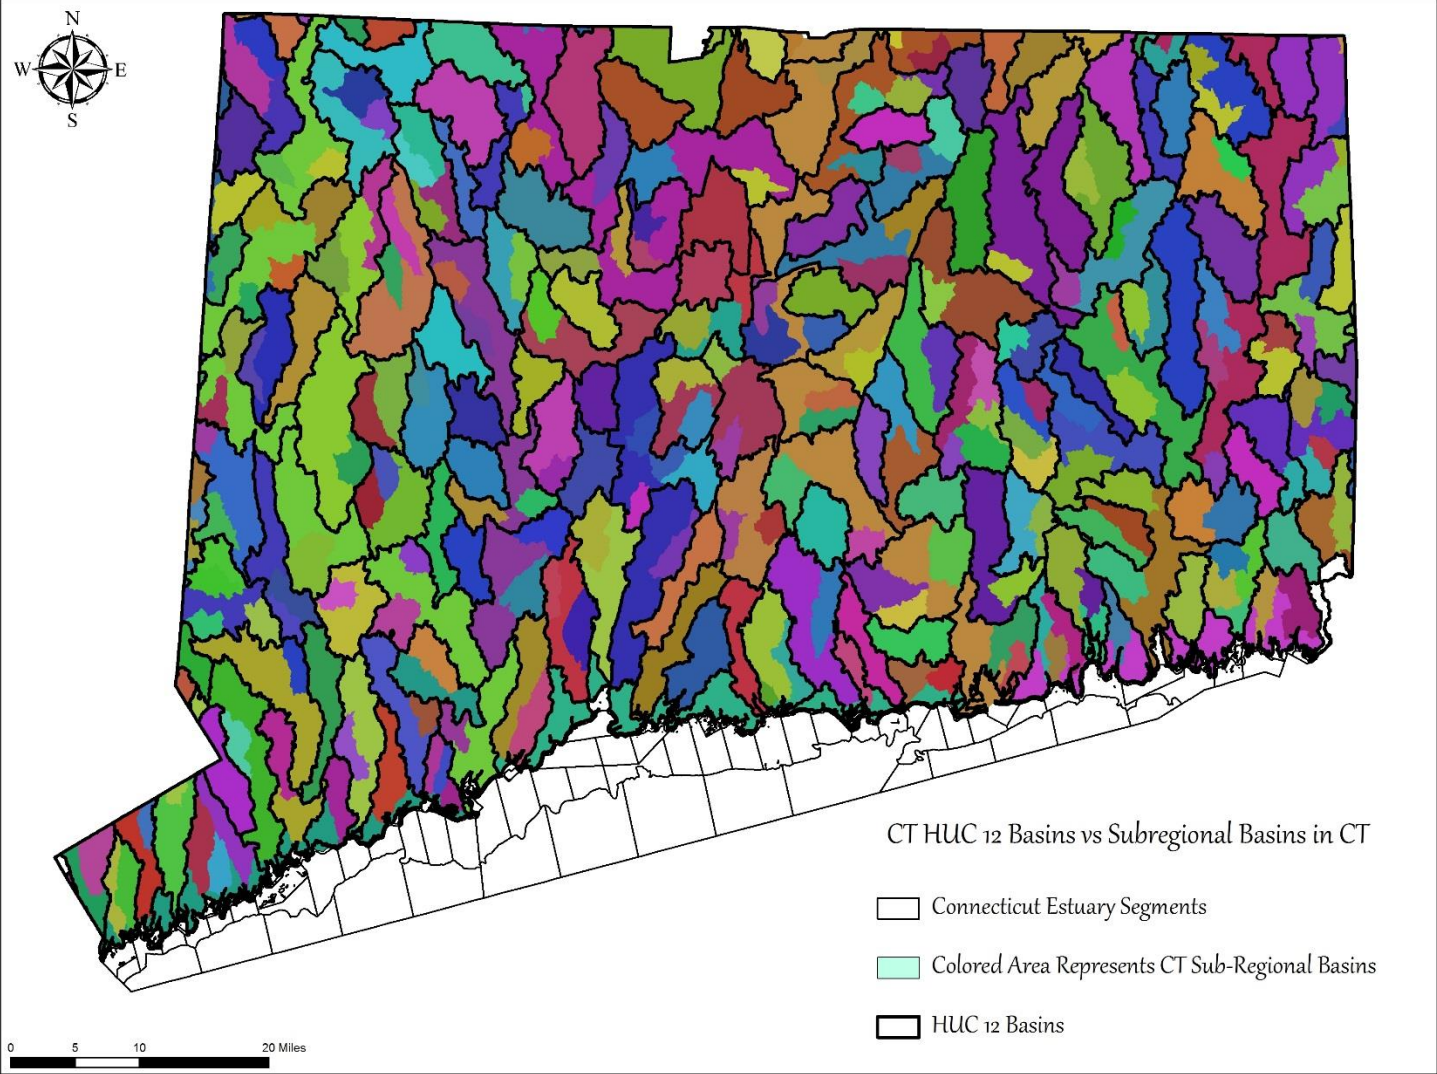 N
W E
S
CT HUC 12 Basins vs Subregional Basins in CT
Connecticut Estuary Segments
Colored Area Represents CT Sub-Regional Basins
HUC 12 Basins
0 5 10 20 Miles